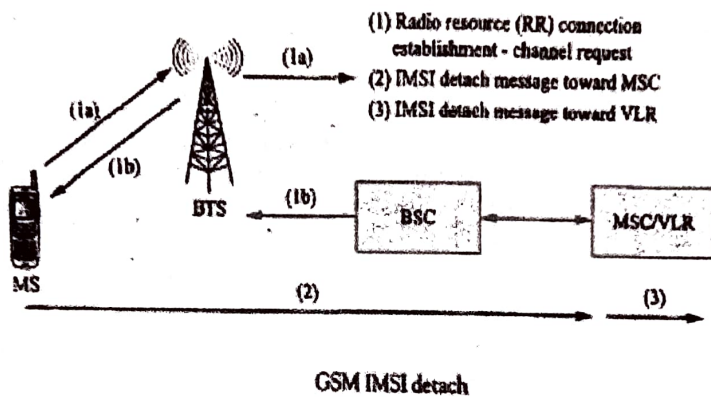 (1) Radio resource (RR) connection
establishment - channel request
(2) IMSI detach message toward MSC
(3) IMSI detach message toward VLR
(1a)
(1a)
(1b)
BTS
(1b)
BSC
MSC/VLR
MS
(2)
(3)
GSM IMSI detach